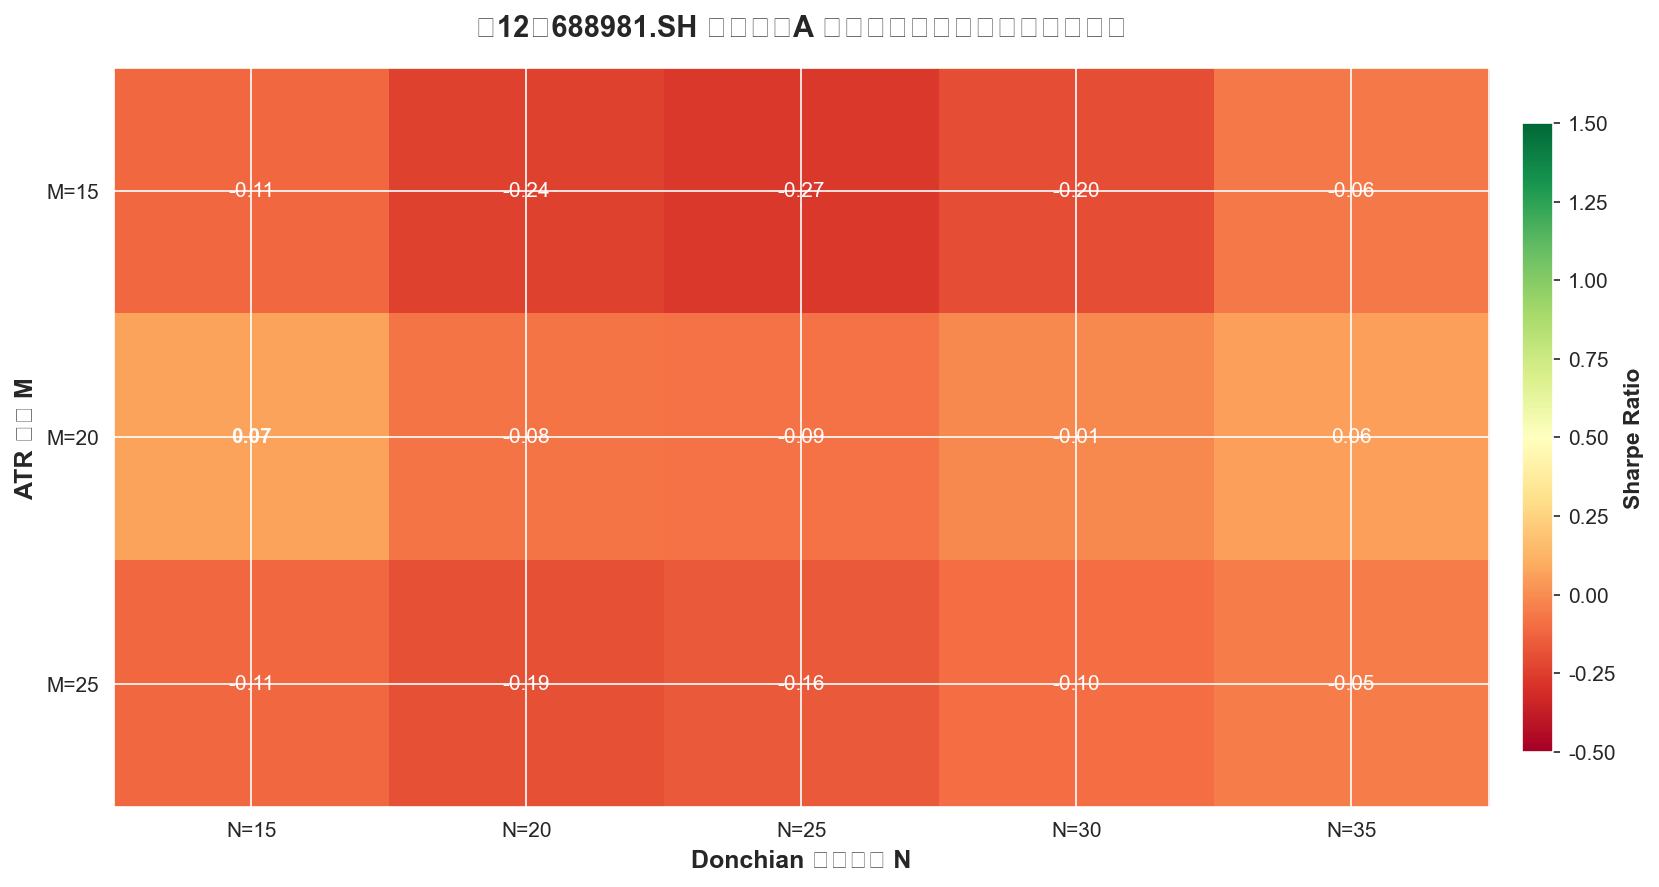 12 688981.SH A
1.50
M=15 -0.11 -0.24 -0.27 -0.20 -0.06
1.25
1.00
0.75
ATR M
M=20 0.07 -0.08 -0.09 -0.01 0.06
0.50
Sharpe Ratio
0.25
0.00
M=25 -0.11 -0.19 -0.16 -0.10 -0.05
-0.25
-0.50
N=15 N=20 N=25 N=30 N=35
Donchian N